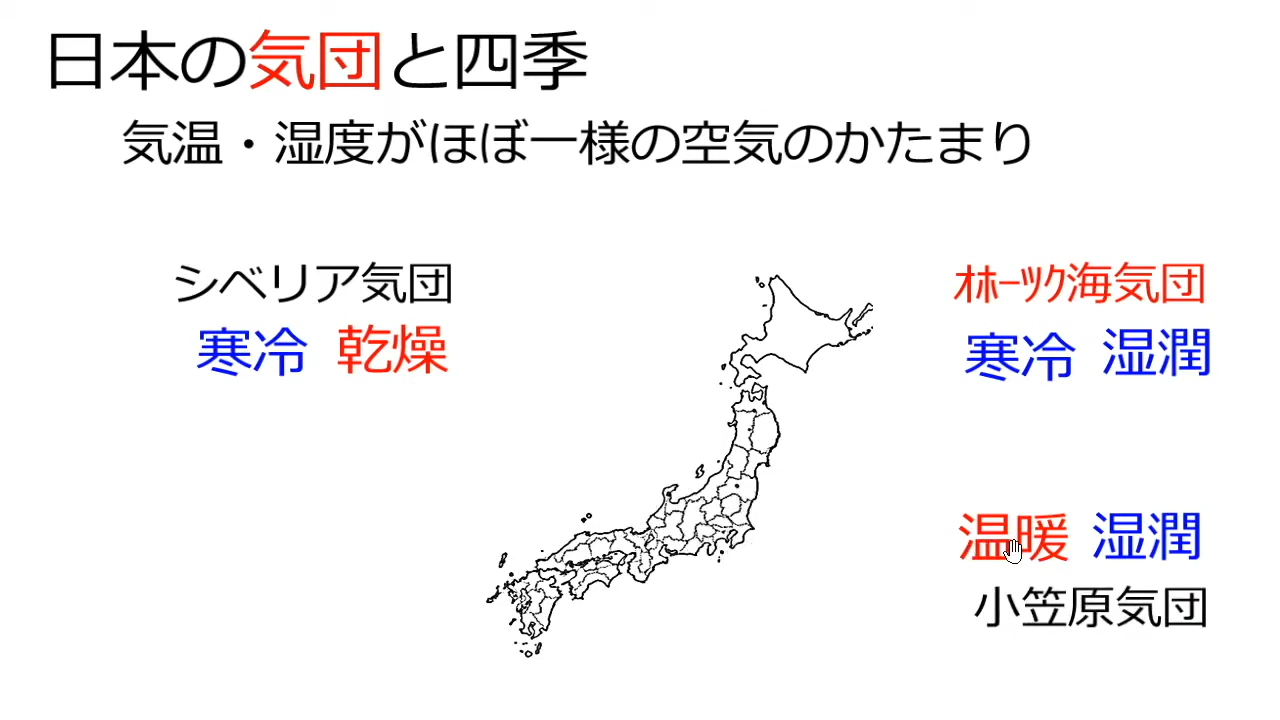 日本の気団と四季
気温・湿度がほぼ一様の空気のかたまり
シベリア気団
寒冷 乾燥
ｵﾎｰﾂｸ海気団
寒冷 湿潤
温暖 湿潤
小笠原気団